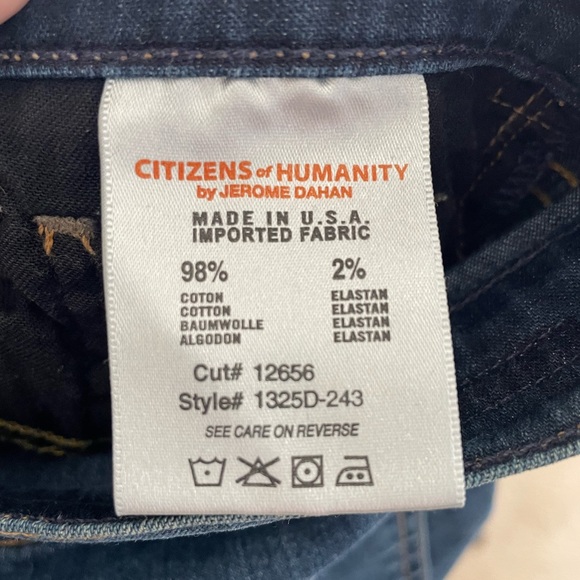 CITIZENS of HUMANITY
by JEROME DAHAN
MADE IN U.S.A.
IMPORTED FABRIC
98% 2%
COTON ELASTAN
COTTON ELASTAN
BAUMWOLLE ELASTAN
ALGODON ELASTAN
Cut# 12656
Style# 1325D-243
SEE CARE ON REVERSE